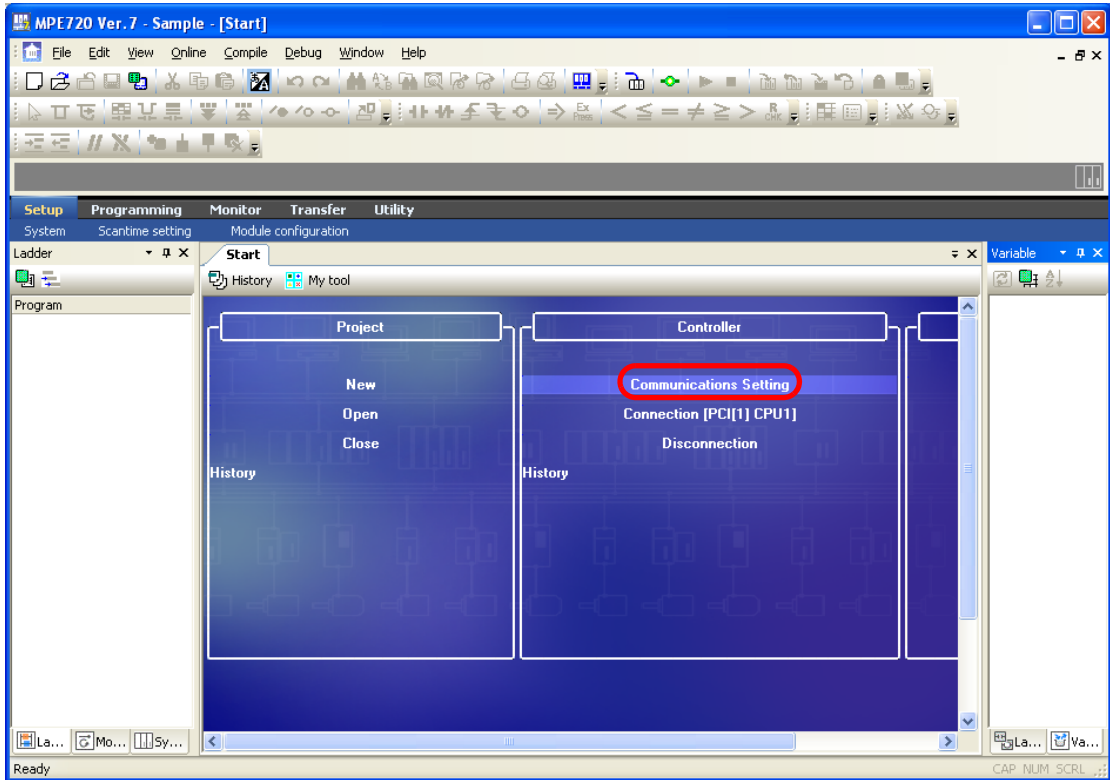 MPE720 Ver.7 - Sample - [Start]
File Edit View Online Compile Debug Window Help
Setup Programming Monitor Transfer Utility
System Scantime setting Module configuration
Ladder
Start
Variable
History My tool
Program
Project
Controller
New
Communications Setting
Open
Connection [PCI[1] CPU1]
Close
Disconnection
History
History
La... Mo... Sy...
La... Va...
Ready
CAP NUM SCRL